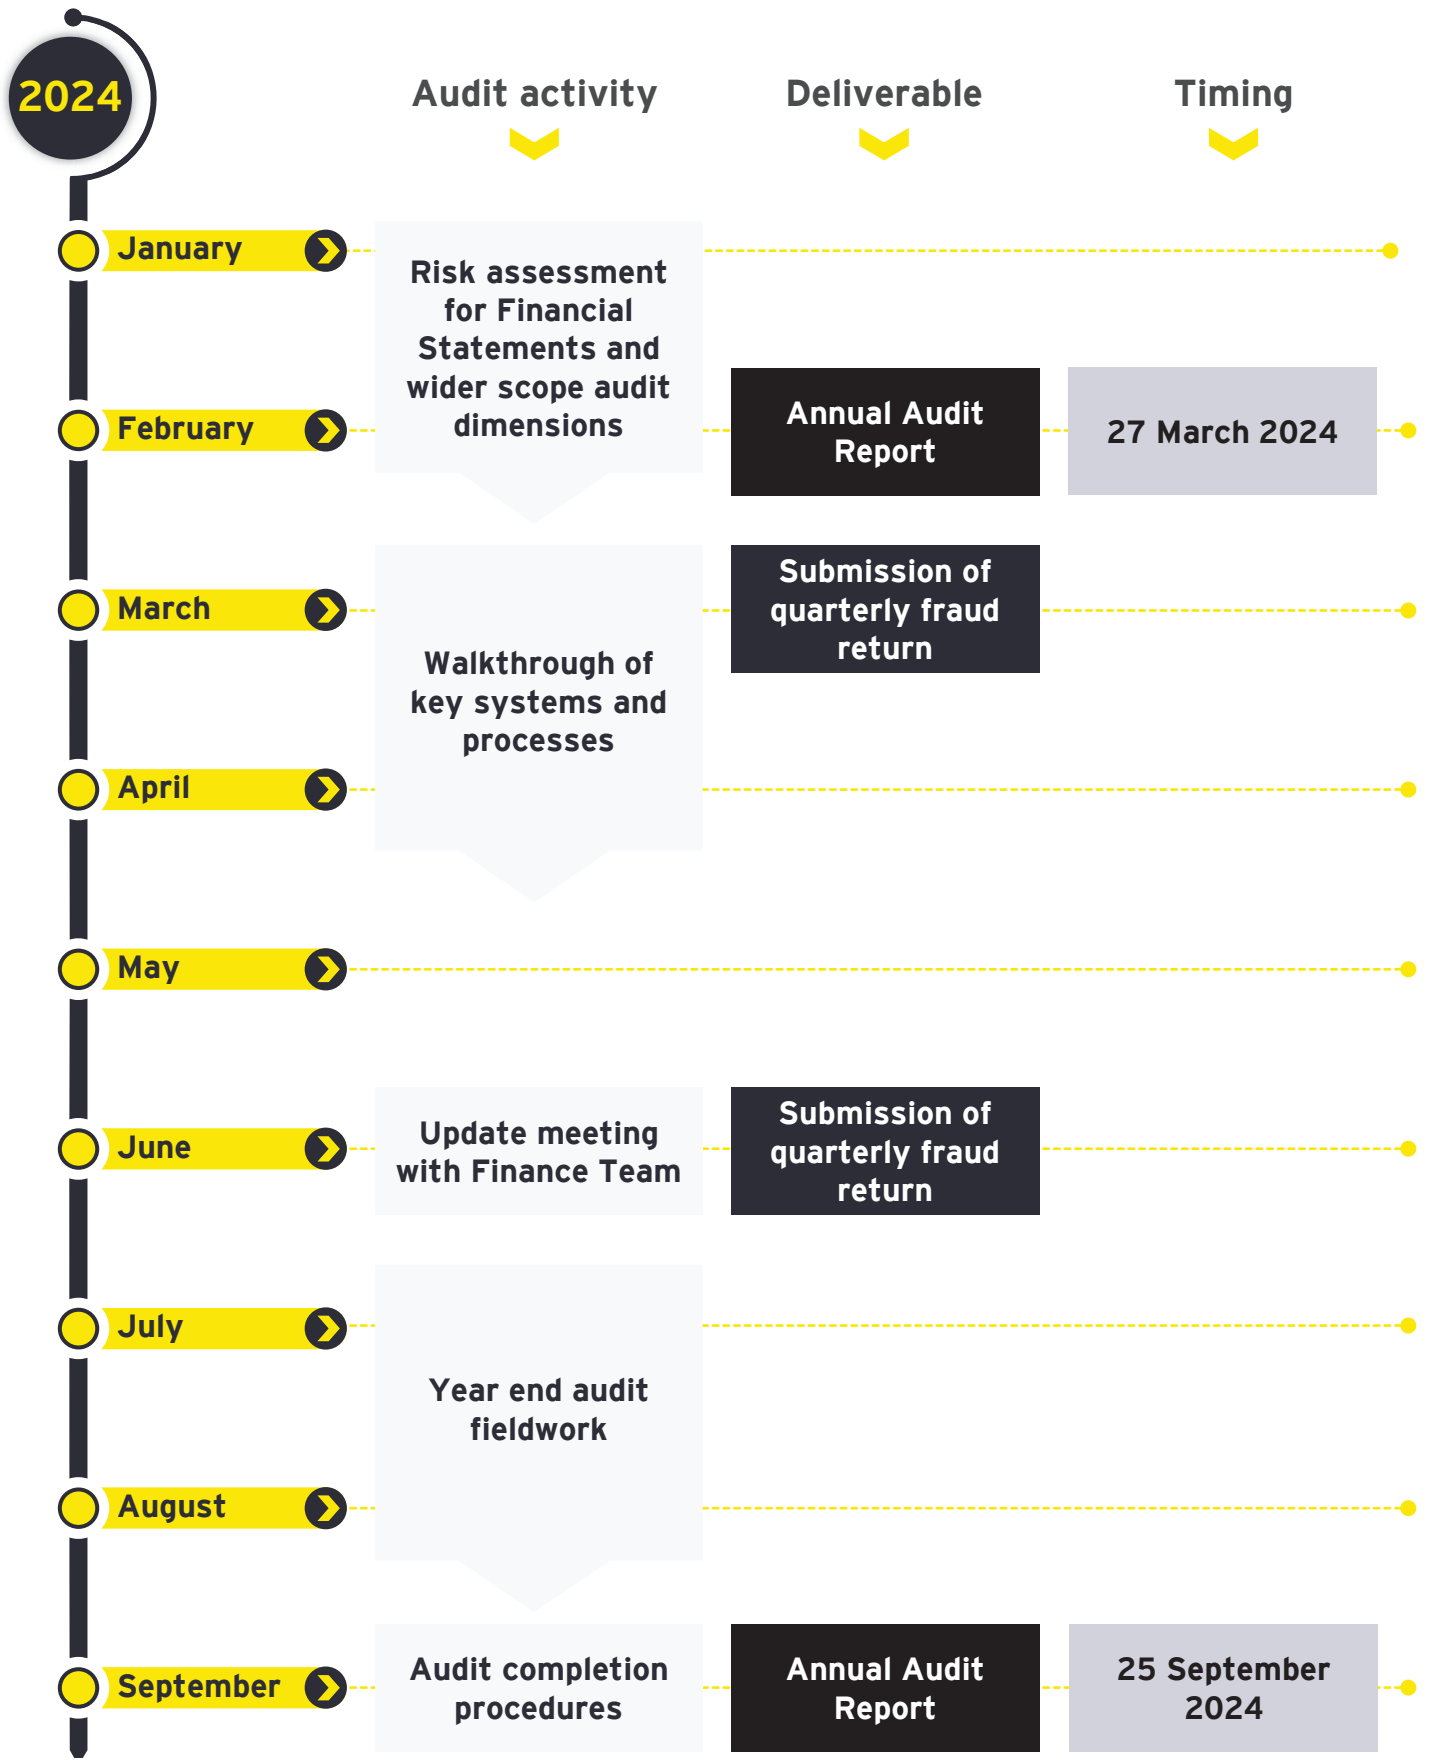 2024
Audit activity
Deliverable
Timing
January
Risk assessment
for Financial
Statements and
wider scope audit
dimensions
February
Annual Audit
Report
27 March 2024
March
Walkthrough of
key systems and
processes
Submission of
quarterly fraud
return
April
May
June
Update meeting
with Finance Team
Submission of
quarterly fraud
return
July
Year end audit
fieldwork
August
September
Audit completion
procedures
Annual Audit
Report
25 September
2024